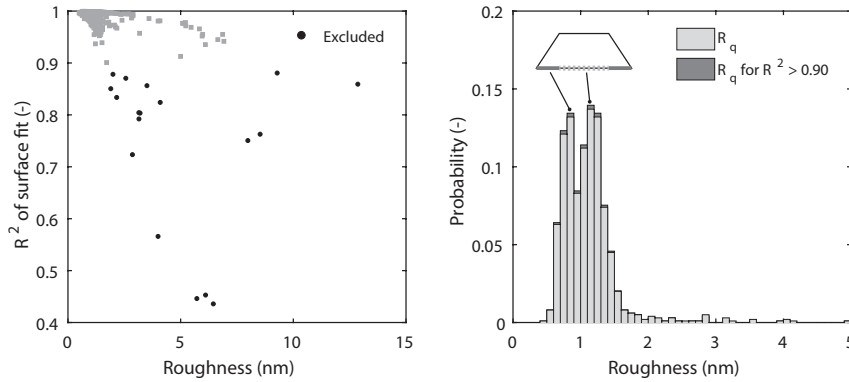 1
0.9
0.8
0.7
0.6
0.5
0.4
R 2 of surface fit (-)
Excluded
0 5 10 15
Roughness (nm)
0.2
0.15
0.1
0.05
0
Probability (-)
R q
R q for R 2 > 0.90
0 1 2 3 4 5
Roughness (nm)